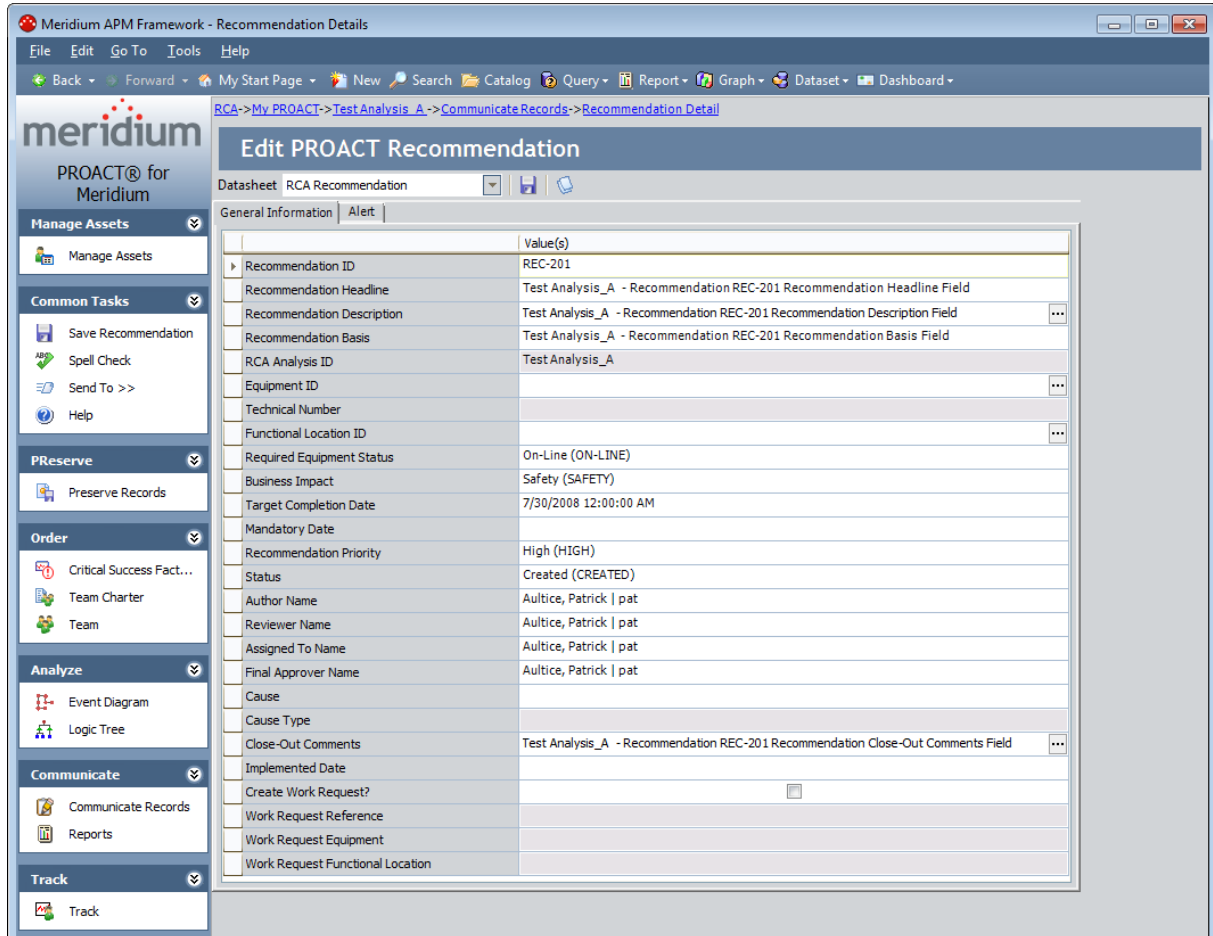 Meridium APM Framework - Recommendation Details
File Edit Go To Tools Help
Back Forward My Start Page New Search Catalog Query Report Graph Dataset Dashboard
meridium
PROACT® for
Meridium
Manage Assets
Manage Assets
Common Tasks
Save Recommendation
ABC
Spell Check
Send To >>
Help
PReserve
Preserve Records
Order
Critical Success Fact...
Team Charter
Team
Analyze
Event Diagram
Logic Tree
Communicate
Communicate Records
Reports
Track
Track
RCA->My PROACT->Test Analysis_A ->Communicate Records->Recommendation Detail
Edit PROACT Recommendation
Datasheet RCA Recommendation
General Information Alert
Value(s)
Recommendation ID REC-201
Recommendation Headline Test Analysis_A - Recommendation REC-201 Recommendation Headline Field
Recommendation Description Test Analysis_A - Recommendation REC-201 Recommendation Description Field ...
Recommendation Basis Test Analysis_A - Recommendation REC-201 Recommendation Basis Field
RCA Analysis ID Test Analysis_A
Equipment ID ...
Technical Number
Functional Location ID ...
Required Equipment Status On-Line (ON-LINE)
Business Impact Safety (SAFETY)
Target Completion Date 7/30/2008 12:00:00 AM
Mandatory Date
Recommendation Priority High (HIGH)
Status Created (CREATED)
Author Name Aultice, Patrick | pat
Reviewer Name Aultice, Patrick | pat
Assigned To Name Aultice, Patrick | pat
Final Approver Name Aultice, Patrick | pat
Cause
Cause Type
Close-Out Comments Test Analysis_A - Recommendation REC-201 Recommendation Close-Out Comments Field ...
Implemented Date
Create Work Request?
Work Request Reference
Work Request Equipment
Work Request Functional Location